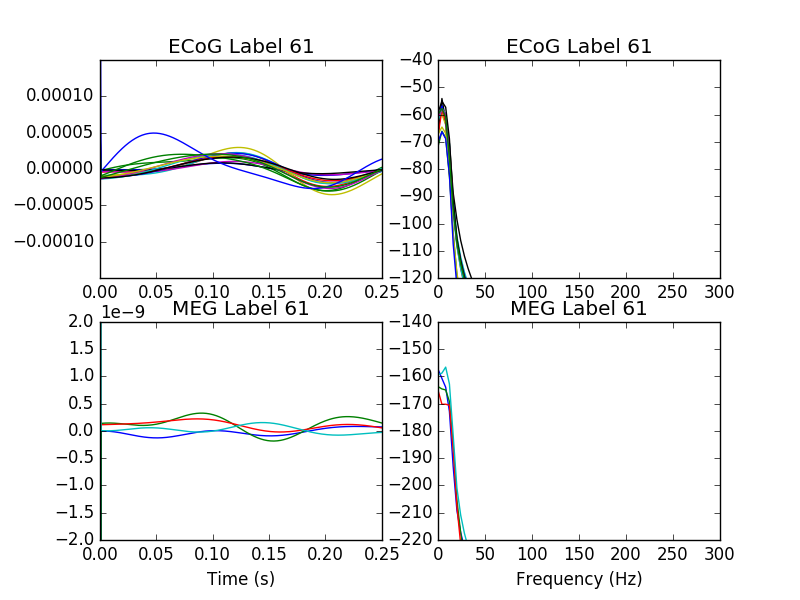 ECoG Label 61
0.00010
0.00005
0.00000
−0.00005
−0.00010
0.00 0.05 0.10 0.15 0.20 0.25
ECoG Label 61
−40
−50
−60
−70
−80
−90
−100
−110
−120
0 50 100 150 200 250 300
MEG Label 61
1e−9
2.0
1.5
1.0
0.5
0.0
−0.5
−1.0
−1.5
−2.0
0.00 0.05 0.10 0.15 0.20 0.25
Time (s)
MEG Label 61
−140
−150
−160
−170
−180
−190
−200
−210
−220
0 50 100 150 200 250 300
Frequency (Hz)